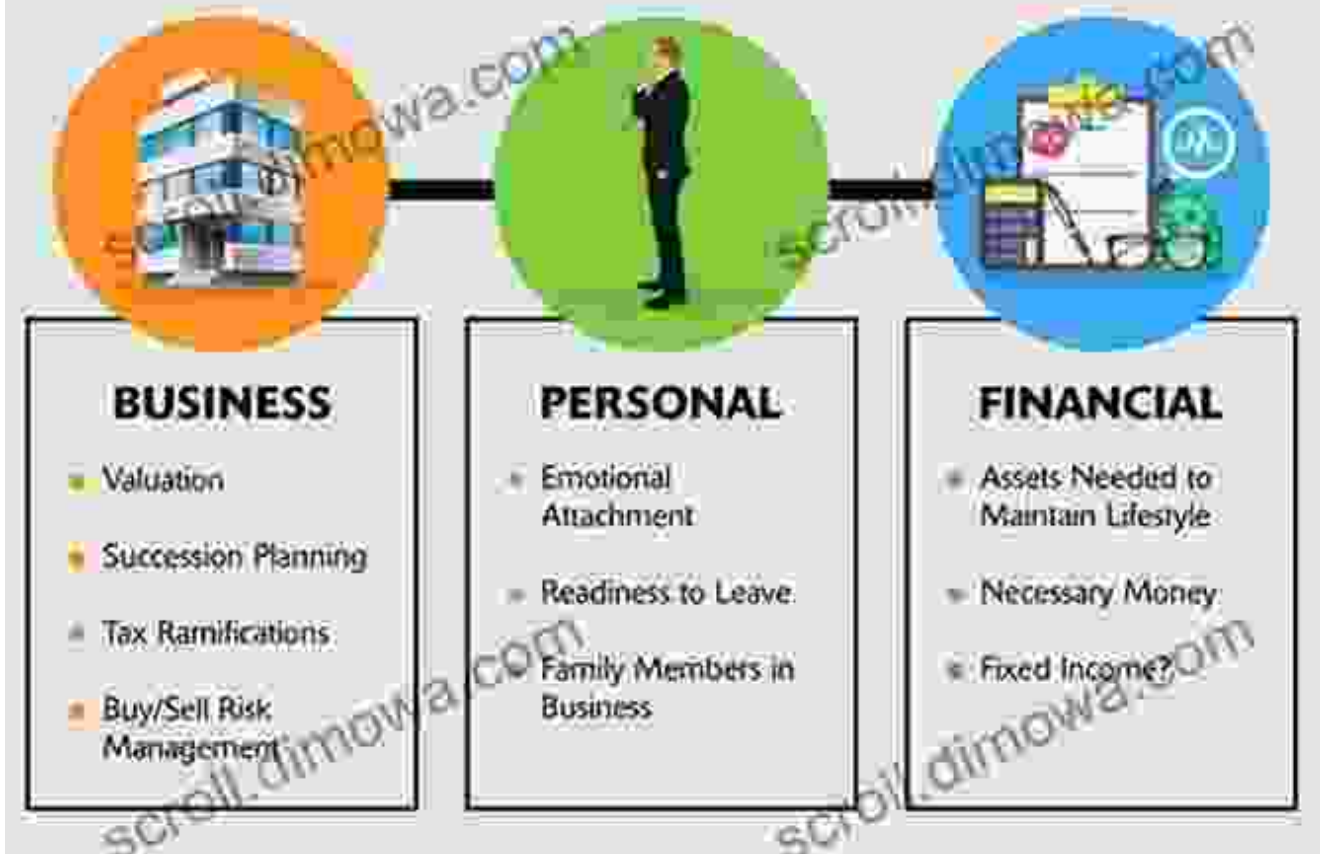 scroll.dimowa.com
scroll.dimowa.com
BUSINESS
Valuation
Succession Planning
Tax Ramifications
Buy/Sell Risk
Management
PERSONAL
Emotional
Attachment
Readiness to Leave
Family Members in
Business
FINANCIAL
Assets Needed to
Maintain Lifestyle
Necessary Money
Fixed Income?
scroll.dimowa.com
scroll.dimowa.com